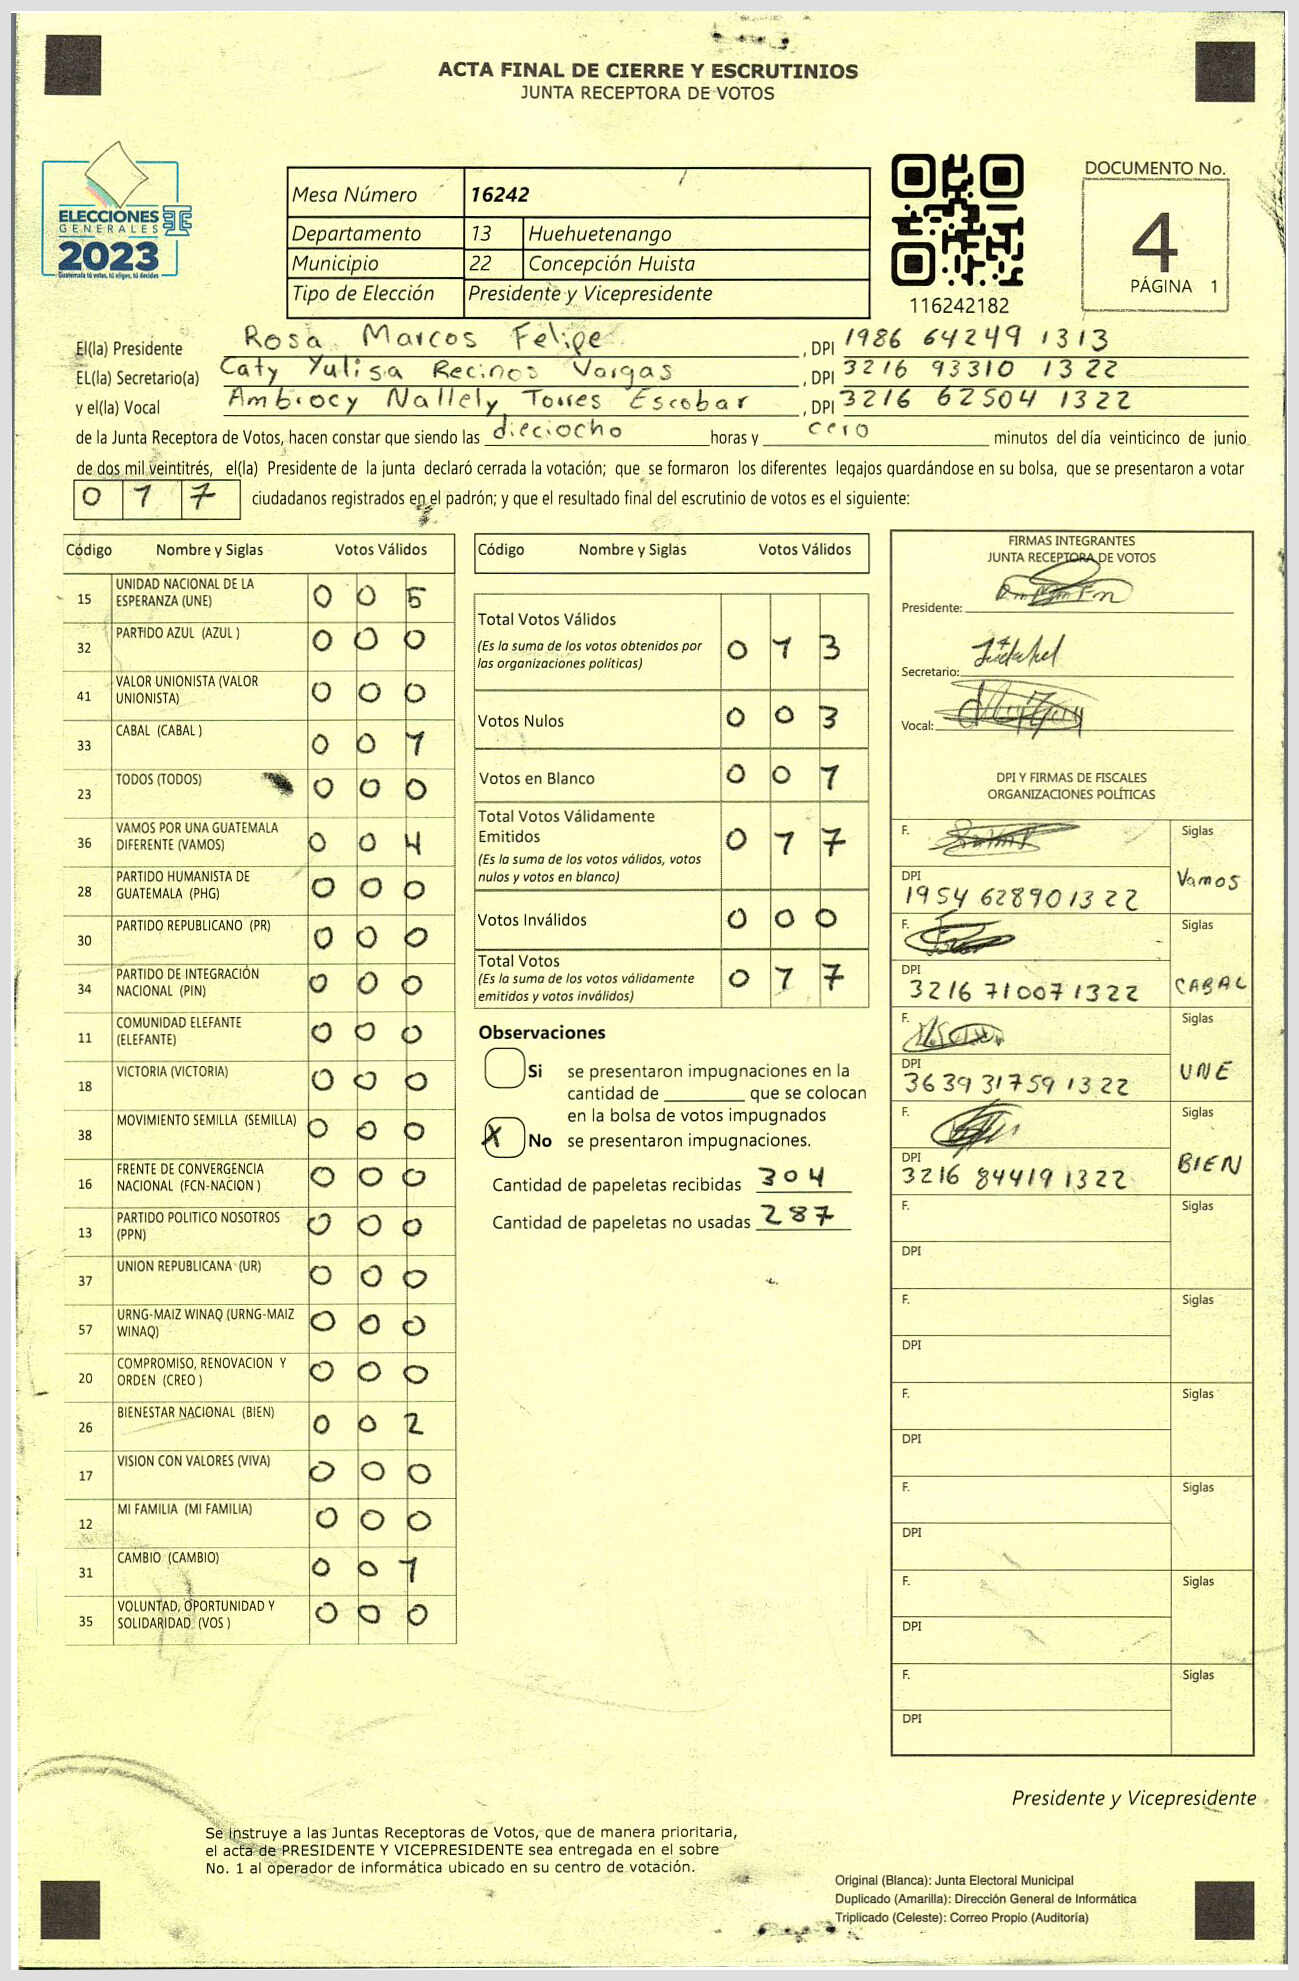 ACTA FINAL DE CIERRE Y ESCRUTINIOS
JUNTA RECEPTORA DE VOTOS
ELECCIONES
GENERALES
2023
Guatemala tú votas, tú eliges, tú decides
Mesa Número 16242
Departamento 13 Huehuetenango
Municipio 22 Concepción Huista
Tipo de Elección Presidente y Vicepresidente
116242182
DOCUMENTO No.
4
PÁGINA 1
El(la) Presidente Rosa Marcos Felipe, DPI 1986 64249 1313
EL(la) Secretario(a) Caty Yulisa Recinos Vargas, DPI 3216 93310 1322
y el(la) Vocal Ambrocy Nallely Torres Escobar, DPI 3216 62504 1322
de la Junta Receptora de Votos, hacen constar que siendo las dieciocho horas y cero minutos del día veinticinco de junio
de dos mil veintitrés, el(la) Presidente de la junta declaró cerrada la votación; que se formaron los diferentes legajos guardándose en su bolsa, que se presentaron a votar
0 1 7 ciudadanos registrados en el padrón; y que el resultado final del escrutinio de votos es el siguiente:
Código Nombre y Siglas Votos Válidos
15 UNIDAD NACIONAL DE LA ESPERANZA (UNE) 0 0 5
32 PARTIDO AZUL (AZUL ) 0 0 0
41 VALOR UNIONISTA (VALOR UNIONISTA) 0 0 0
33 CABAL (CABAL ) 0 0 1
23 TODOS (TODOS) 0 0 0
36 VAMOS POR UNA GUATEMALA DIFERENTE (VAMOS) 0 0 4
28 PARTIDO HUMANISTA DE GUATEMALA (PHG) 0 0 0
30 PARTIDO REPUBLICANO (PR) 0 0 0
34 PARTIDO DE INTEGRACIÓN NACIONAL (PIN) 0 0 0
11 COMUNIDAD ELEFANTE (ELEFANTE) 0 0 0
18 VICTORIA (VICTORIA) 0 0 0
38 MOVIMIENTO SEMILLA (SEMILLA) 0 0 0
16 FRENTE DE CONVERGENCIA NACIONAL (FCN-NACION ) 0 0 0
13 PARTIDO POLITICO NOSOTROS (PPN) 0 0 0
37 UNION REPUBLICANA (UR) 0 0 0
57 URNG-MAIZ WINAQ (URNG-MAIZ WINAQ) 0 0 0
20 COMPROMISO, RENOVACION Y ORDEN (CREO ) 0 0 0
26 BIENESTAR NACIONAL (BIEN) 0 0 2
17 VISION CON VALORES (VIVA) 0 0 0
12 MI FAMILIA (MI FAMILIA) 0 0 0
31 CAMBIO (CAMBIO) 0 0 1
35 VOLUNTAD, OPORTUNIDAD Y SOLIDARIDAD (VOS ) 0 0 0
Código Nombre y Siglas Votos Válidos
Total Votos Válidos 0 1 3
(Es la suma de los votos obtenidos por
las organizaciones políticas)
Votos Nulos 0 0 3
Votos en Blanco 0 0 1
Total Votos Válidamente
Emitidos 0 1 7
(Es la suma de los votos válidos, votos
nulos y votos en blanco)
Votos Inválidos 0 0 0
Total Votos 0 1 7
(Es la suma de los votos válidamente
emitidos y votos inválidos)
Observaciones
Si se presentaron impugnaciones en la
cantidad de ________ que se colocan
en la bolsa de votos impugnados
X No se presentaron impugnaciones.
Cantidad de papeletas recibidas 304
Cantidad de papeletas no usadas 287
FIRMAS INTEGRANTES
JUNTA RECEPTORA DE VOTOS
Presidente:
Secretario:
Vocal:
DPI Y FIRMAS DE FISCALES
ORGANIZACIONES POLÍTICAS
F. Siglas
DPI 1954 62890 1322 Vamos
F. Siglas
DPI 3216 71007 1322 CABAL
F. Siglas
DPI 3639 31759 1322 UNE
F. Siglas
DPI 3216 84419 1322 BIEN
F. Siglas
DPI
F. Siglas
DPI
F. Siglas
DPI
F. Siglas
DPI
F. Siglas
DPI
F. Siglas
DPI
Presidente y Vicepresidente
Se instruye a las Juntas Receptoras de Votos, que de manera prioritaria,
el acta de PRESIDENTE Y VICEPRESIDENTE sea entregada en el sobre
No. 1 al operador de informática ubicado en su centro de votación.
Original (Blanca): Junta Electoral Municipal
Duplicado (Amarilla): Dirección General de Informática
Triplicado (Celeste): Correo Propio (Auditoría)